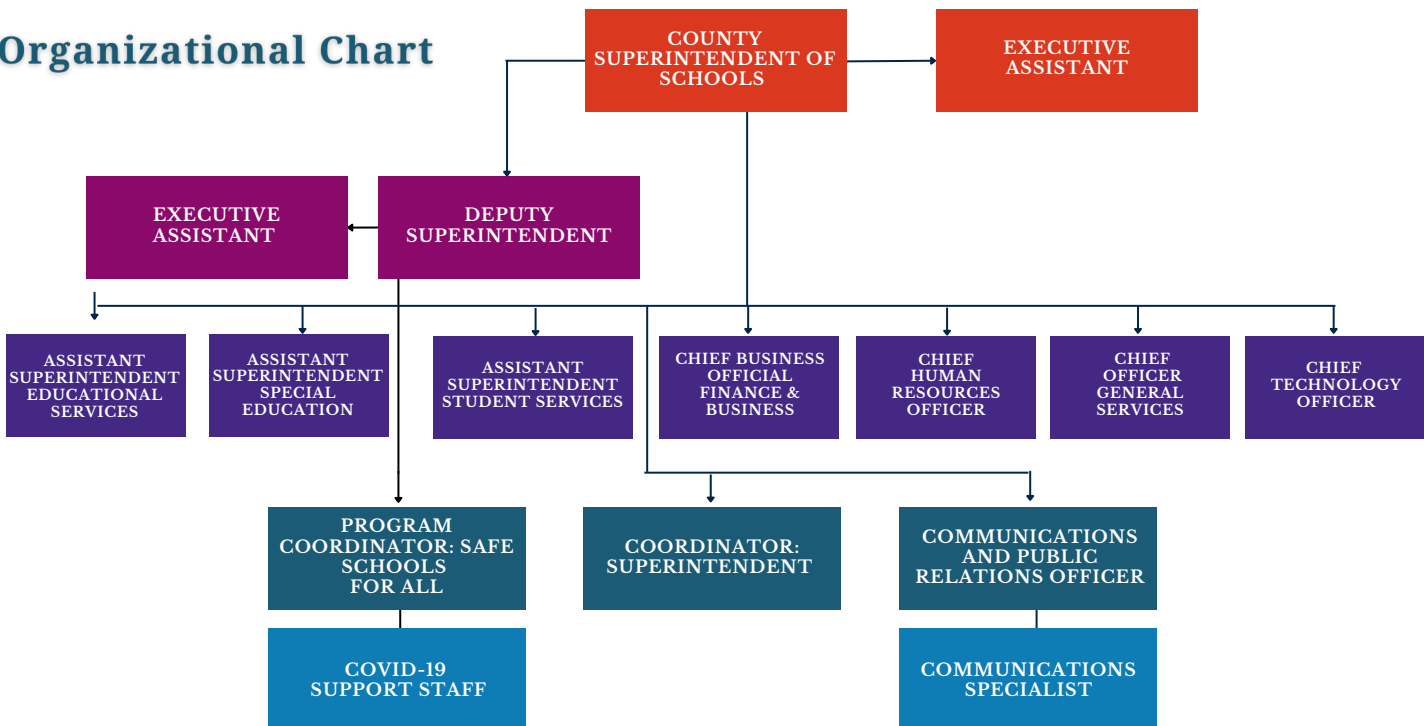 Organizational Chart
COUNTY
SUPERINTENDENT OF
SCHOOLS
EXECUTIVE
ASSISTANT
EXECUTIVE
ASSISTANT
DEPUTY
SUPERINTENDENT
ASSISTANT
SUPERINTENDENT
EDUCATIONAL
SERVICES
ASSISTANT
SUPERINTENDENT
SPECIAL
EDUCATION
ASSISTANT
SUPERINTENDENT
STUDENT SERVICES
CHIEF BUSINESS
OFFICIAL
FINANCE &
BUSINESS
CHIEF
HUMAN
RESOURCES
OFFICER
CHIEF
OFFICER
GENERAL
SERVICES
CHIEF
TECHNOLOGY
OFFICER
PROGRAM
COORDINATOR: SAFE
SCHOOLS
FOR ALL
COORDINATOR:
SUPERINTENDENT
COMMUNICATIONS
AND PUBLIC
RELATIONS OFFICER
COVID-19
SUPPORT STAFF
COMMUNICATIONS
SPECIALIST